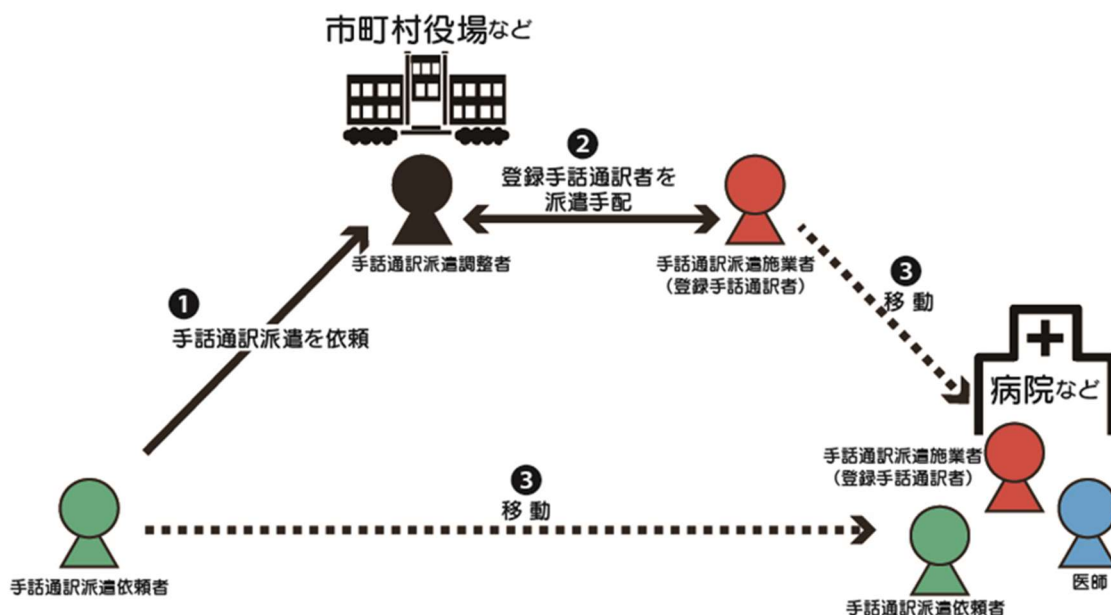 市町村役場など
❷
登録手話通訳者を
派遣手配
手話通訳派遣調整者
手話通訳派遣施業者
(登録手話通訳者)
❶
手話通訳派遣を依頼
❸
移動
病院など
手話通訳派遣施業者
(登録手話通訳者)
❸
移動
手話通訳派遣依頼者
医師
手話通訳派遣依頼者